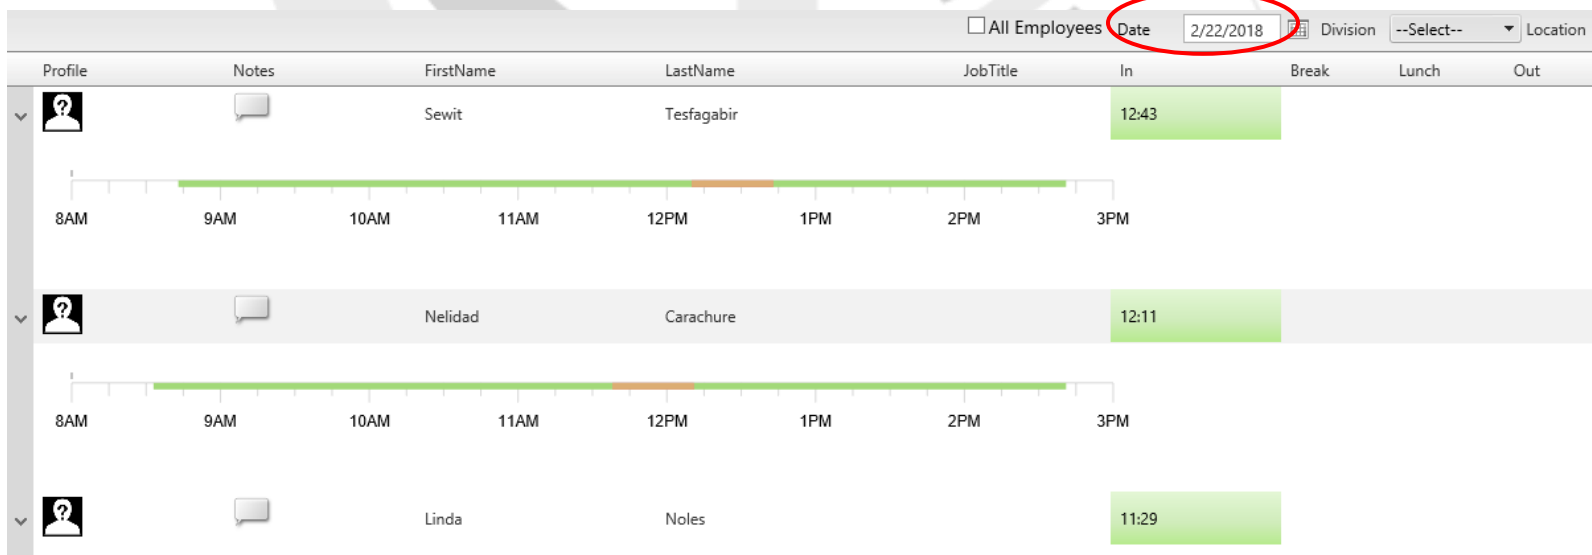 All Employees Date 2/22/2018 Division --Select-- Location
Profile Notes FirstName LastName JobTitle In Break Lunch Out
Sewit Tesfagabir 12:43
8AM 9AM 10AM 11AM 12PM 1PM 2PM 3PM
Nelidad Carachure 12:11
8AM 9AM 10AM 11AM 12PM 1PM 2PM 3PM
Linda Noles 11:29